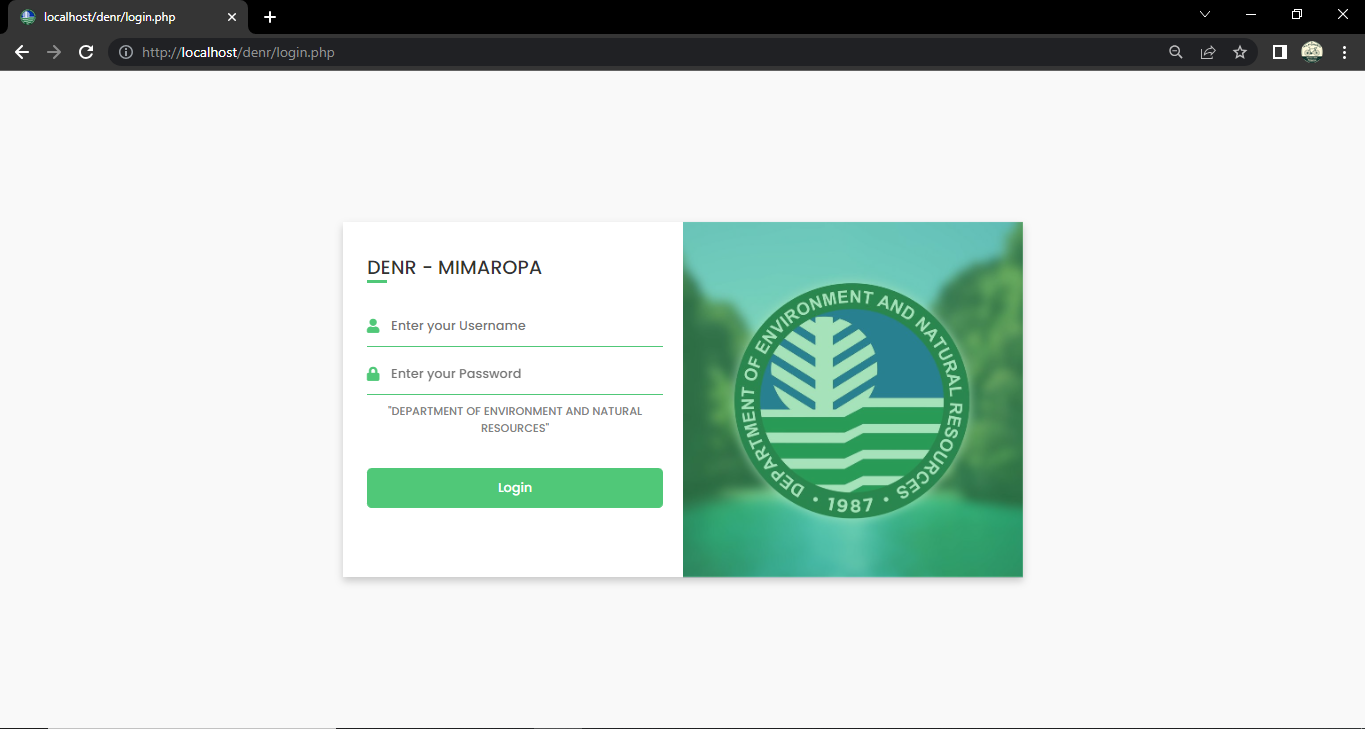 localhost/denr/login.php
http://localhost/denr/login.php
DENR - MIMAROPA
Enter your Username
Enter your Password
"DEPARTMENT OF ENVIRONMENT AND NATURAL
RESOURCES"
Login
DEPARTMENT OF ENVIRONMENT AND NATURAL RESOURCES
• 1987 •